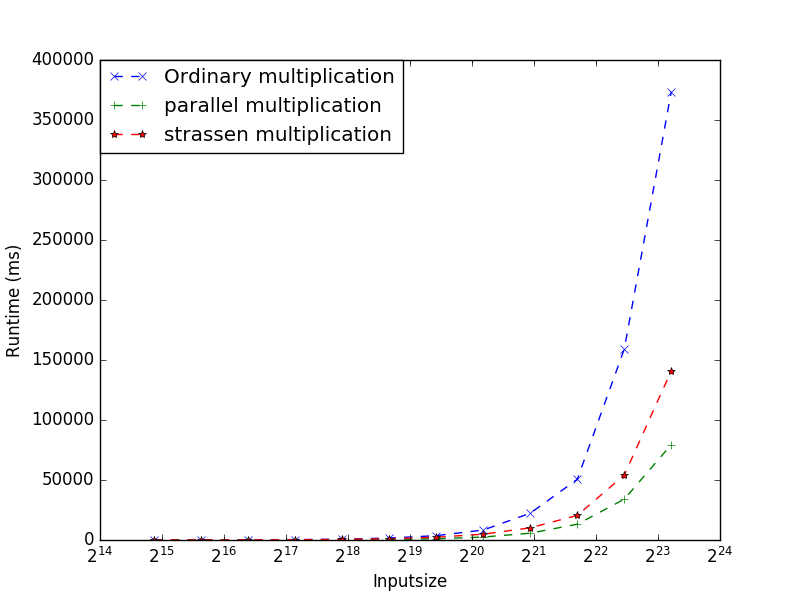 400000
350000
300000
250000
200000
150000
100000
50000
0
Runtime (ms)
Ordinary multiplication
parallel multiplication
strassen multiplication
2^14 2^15 2^16 2^17 2^18 2^19 2^20 2^21 2^22 2^23 2^24
Inputsize